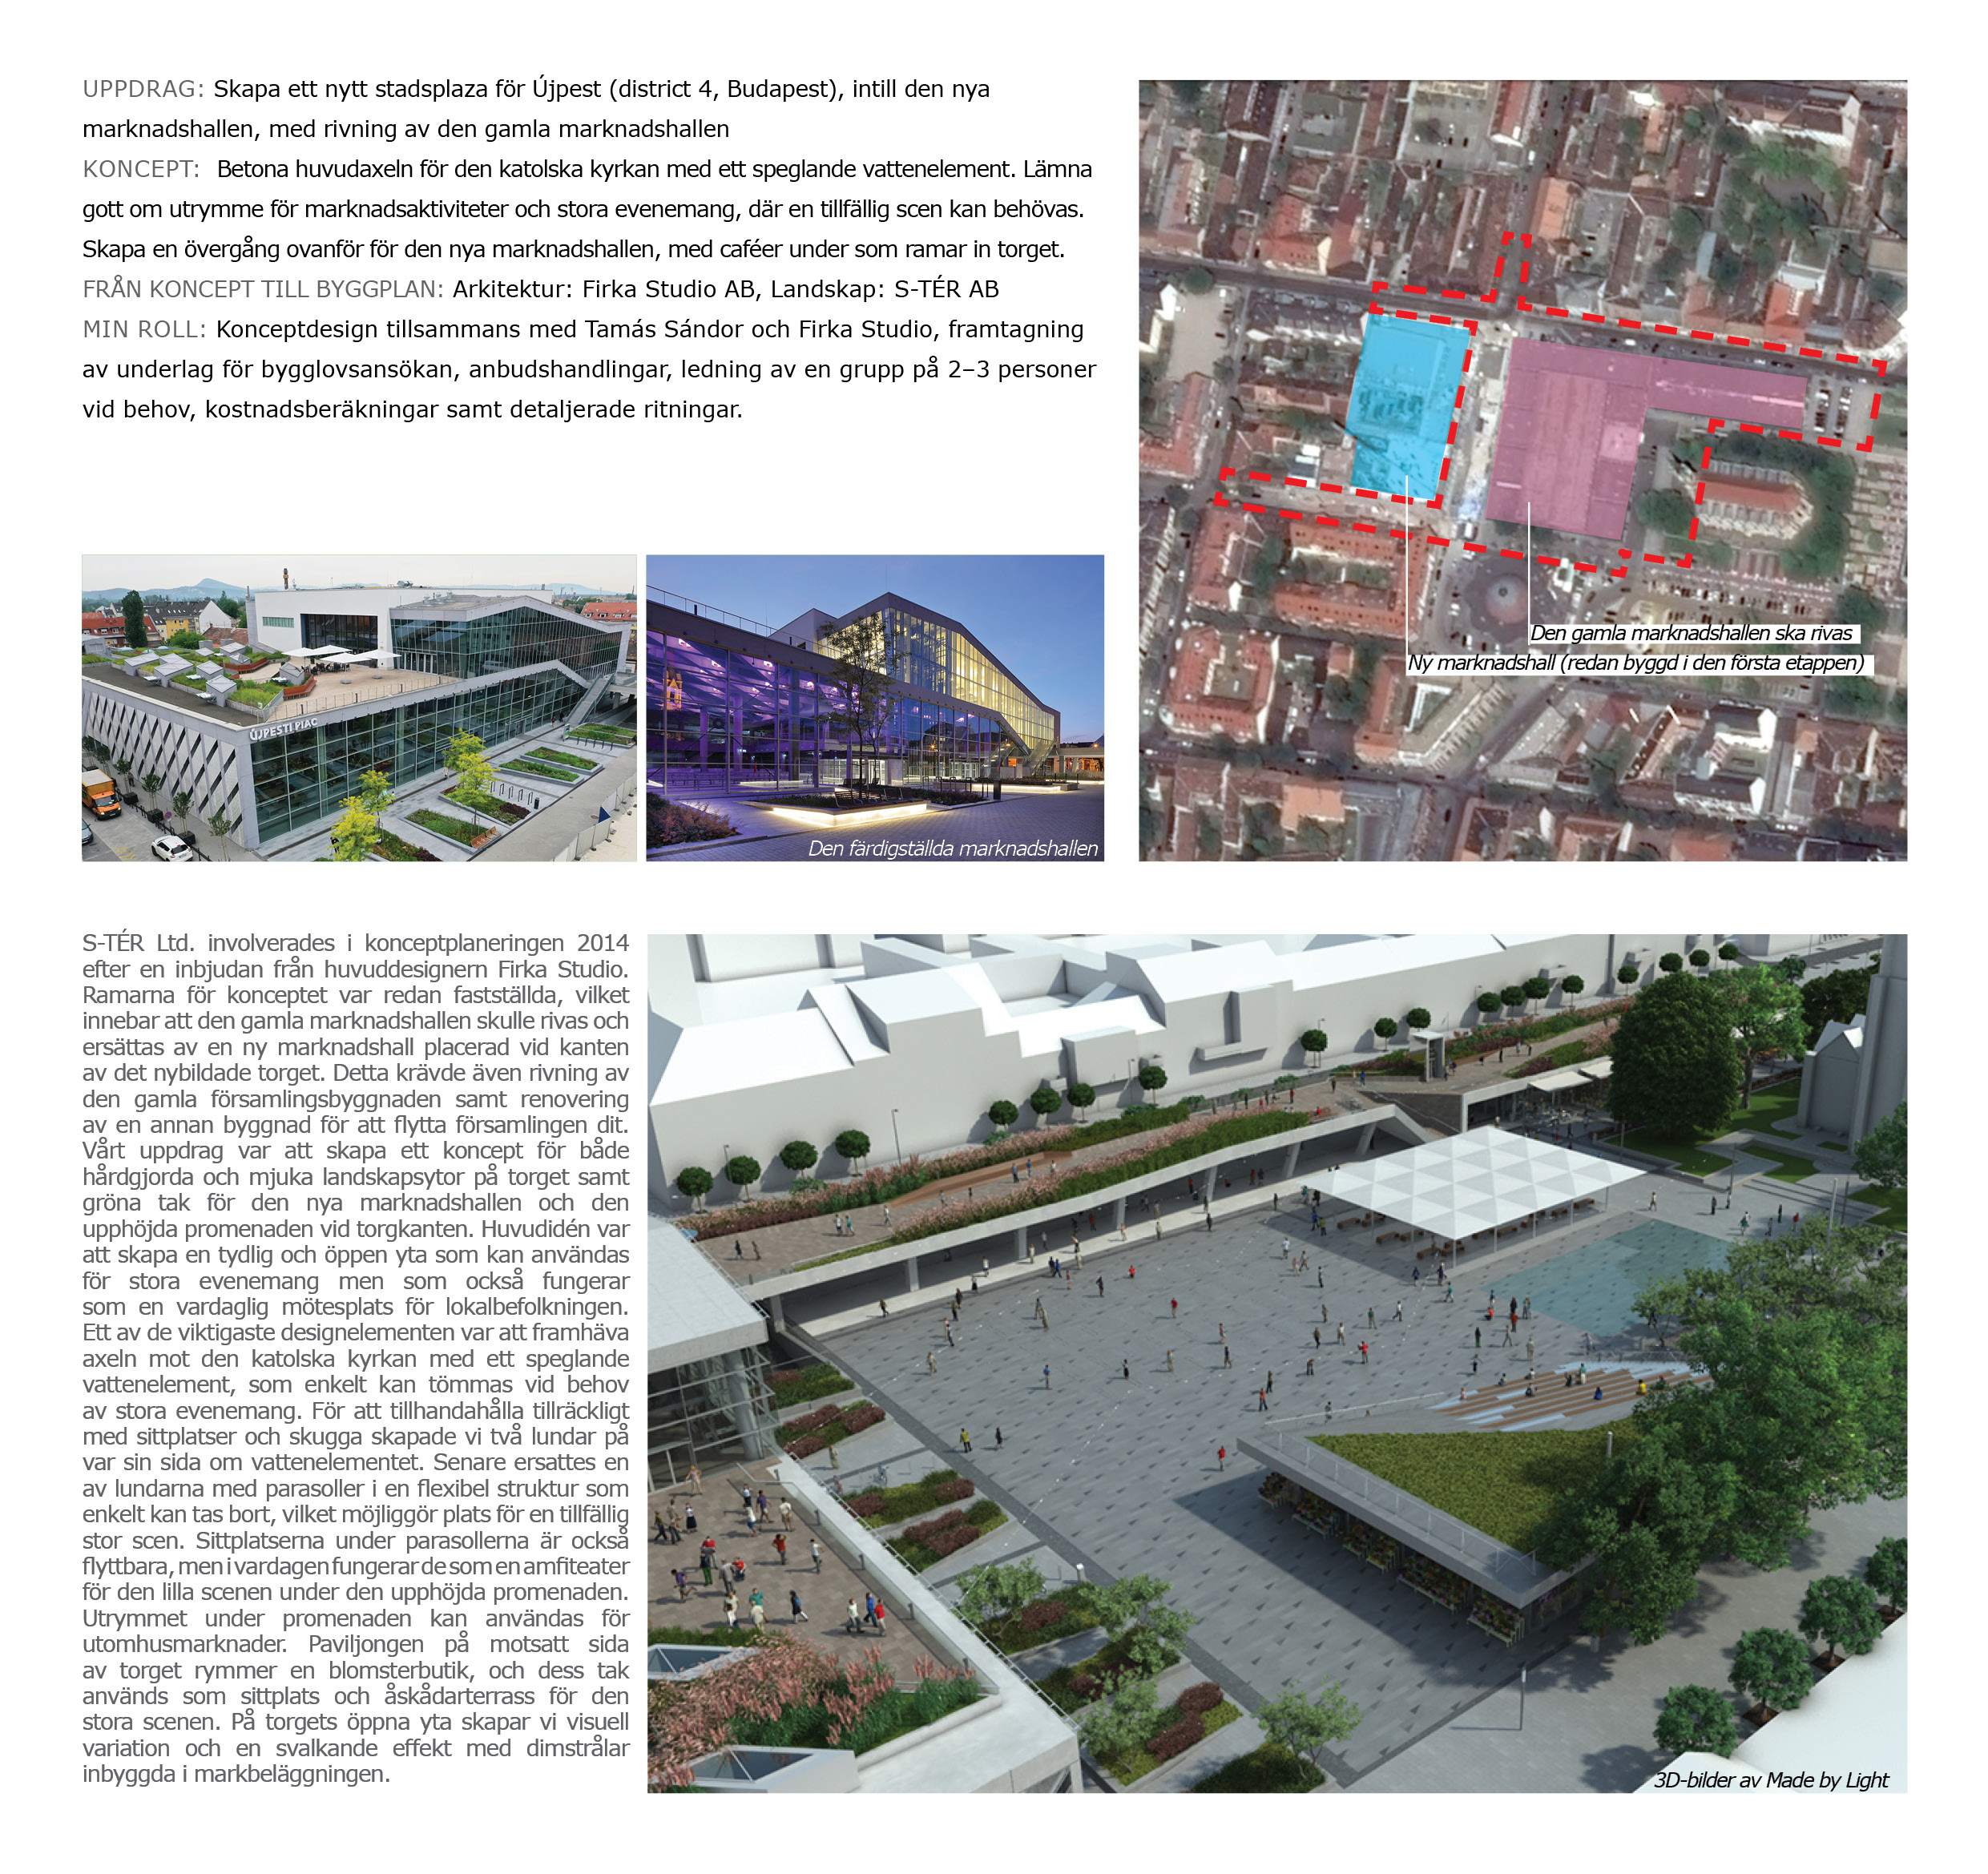 UPPDRAG: Skapa ett nytt stadsplaza för Újpest (district 4, Budapest), intill den nya
marknadshallen, med rivning av den gamla marknadshallen
KONCEPT: Betona huvudaxeln för den katolska kyrkan med ett speglande vattenelement. Lämna
gott om utrymme för marknadsaktiviteter och stora evenemang, där en tillfällig scen kan behövas.
Skapa en övergång ovanför för den nya marknadshallen, med caféer under som ramar in torget.
FRÅN KONCEPT TILL BYGGPLAN: Arkitektur: Firka Studio AB, Landskap: S-TÉR AB
MIN ROLL: Konceptdesign tillsammans med Tamás Sándor och Firka Studio, framtagning
av underlag för bygglovsansökan, anbudshandlingar, ledning av en grupp på 2–3 personer
vid behov, kostnadsberäkningar samt detaljerade ritningar.
Den gamla marknadshallen ska rivas
Ny marknadshall (redan byggd i den första etappen)
ÚJPESTI PIAC
Den färdigställda marknadshallen
S-TÉR Ltd. involverades i konceptplaneringen 2014
efter en inbjudan från huvuddesignern Firka Studio.
Ramarna för konceptet var redan fastställda, vilket
innebar att den gamla marknadshallen skulle rivas och
ersättas av en ny marknadshall placerad vid kanten
av det nybildade torget. Detta krävde även rivning av
den gamla församlingsbyggnaden samt renovering
av en annan byggnad för att flytta församlingen dit.
Vårt uppdrag var att skapa ett koncept för både
hårdgjorda och mjuka landskapsytor på torget samt
gröna tak för den nya marknadshallen och den
upphöjda promenaden vid torgkanten. Huvudidén var
att skapa en tydlig och öppen yta som kan användas
för stora evenemang men som också fungerar
som en vardaglig mötesplats för lokalbefolkningen.
Ett av de viktigaste designelementen var att framhäva
axeln mot den katolska kyrkan med ett speglande
vattenelement, som enkelt kan tömmas vid behov
av stora evenemang. För att tillhandahålla tillräckligt
med sittplatser och skugga skapade vi två lundar på
var sin sida om vattenelementet. Senare ersattes en
av lundarna med parasoller i en flexibel struktur som
enkelt kan tas bort, vilket möjliggör plats för en tillfällig
stor scen. Sittplatserna under parasollerna är också
flyttbara, men i vardagen fungerar de som en amfiteater
för den lilla scenen under den upphöjda promenaden.
Utrymmet under promenaden kan användas för
utomhusmarknader. Paviljongen på motsatt sida
av torget rymmer en blomsterbutik, och dess tak
används som sittplats och åskådarterrass för den
stora scenen. På torgets öppna yta skapar vi visuell
variation och en svalkande effekt med dimstrålar
inbyggda i markbeläggningen.
3D-bilder av Made by Light